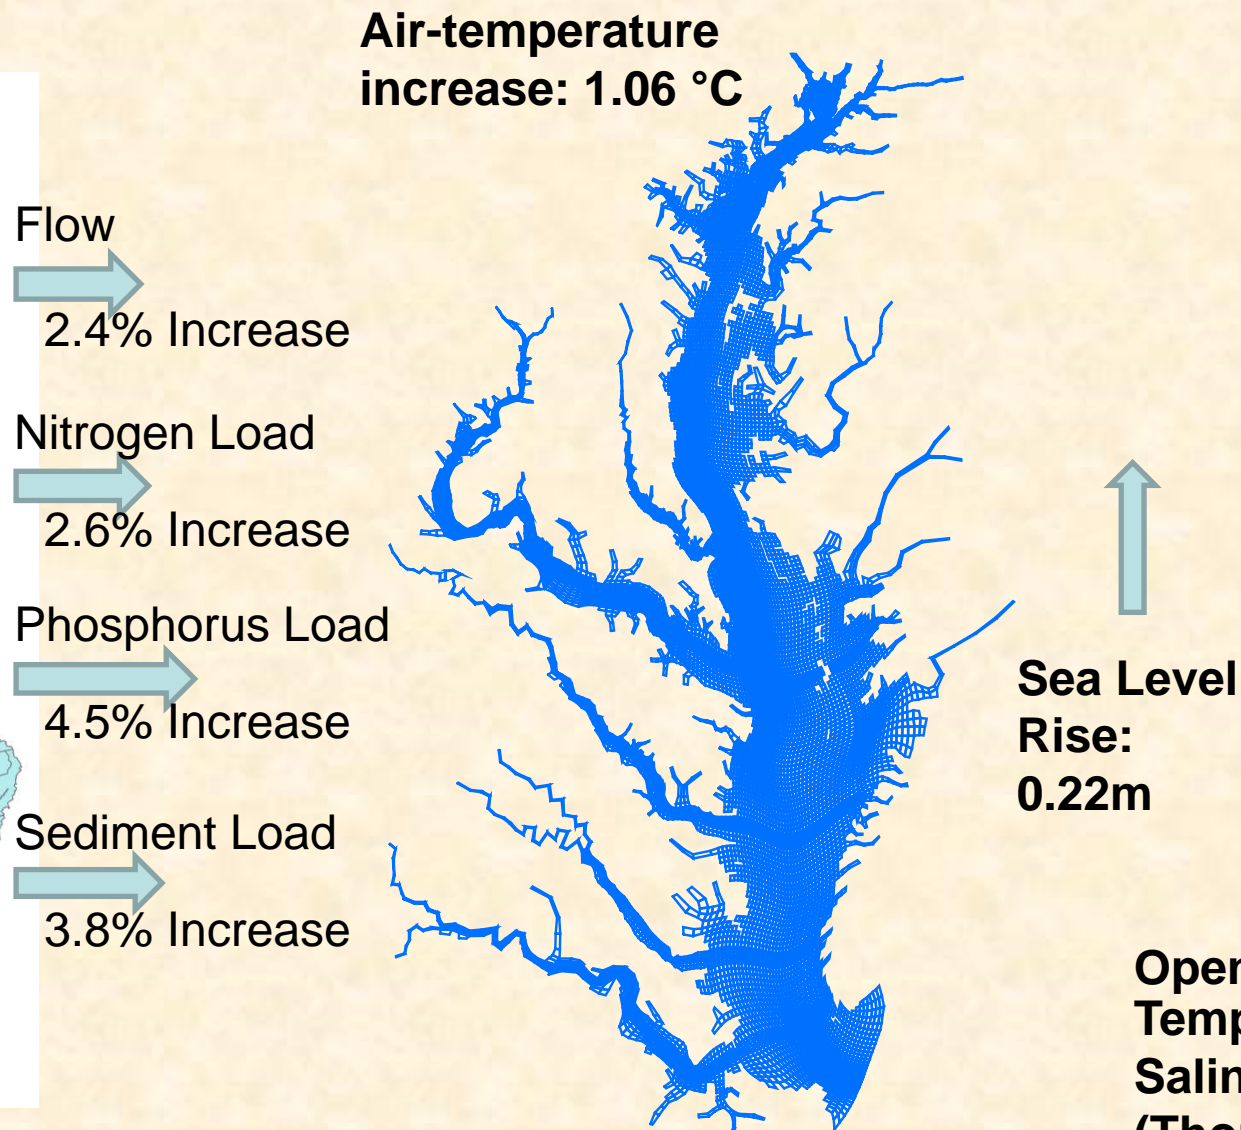 Air-temperature
increase: 1.06 °C
Flow
2.4% Increase
Nitrogen Load
2.6% Increase
Phosphorus Load
4.5% Increase
Sediment Load
3.8% Increase
Sea Level
Rise:
0.22m